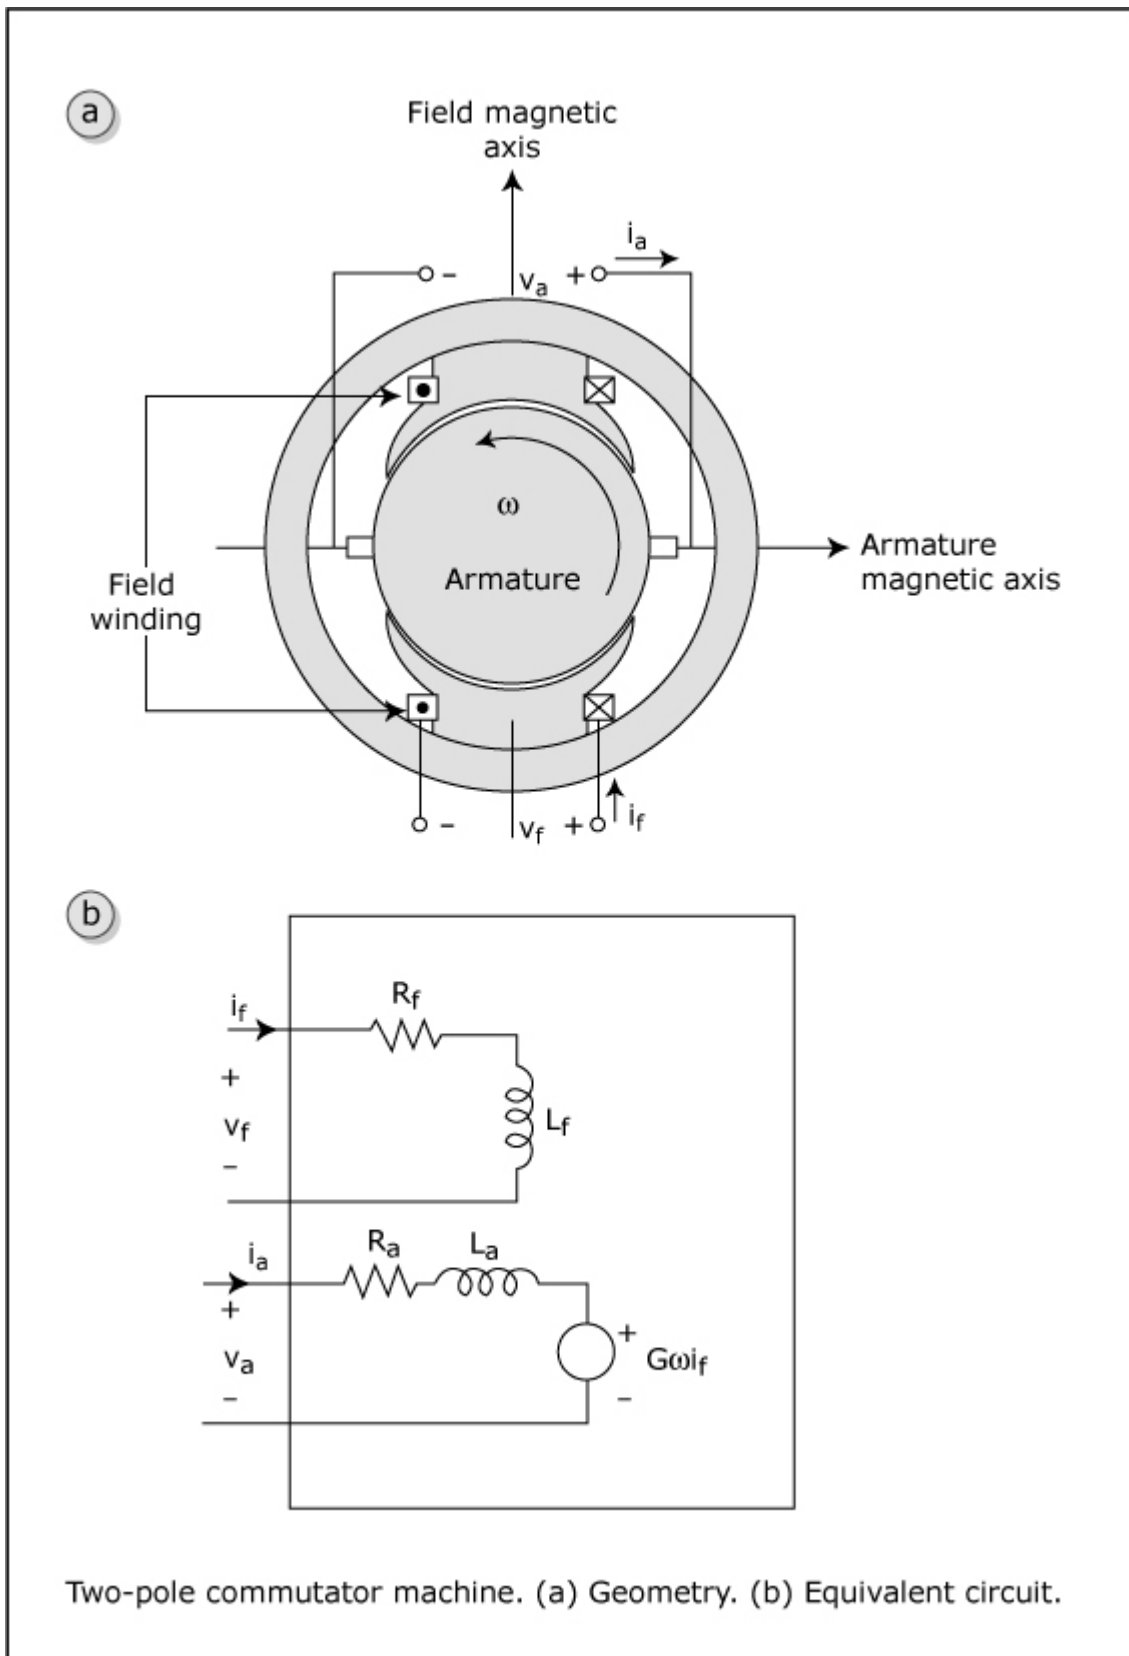 a
Field magnetic
axis
i_a
- v_a +
ω
Armature
Armature
magnetic axis
Field
winding
- v_f + i_f
b
i_f
R_f
+
v_f
-
L_f
i_a
R_a
L_a
+
v_a
-
+
Gωi_f
-
Two-pole commutator machine. (a) Geometry. (b) Equivalent circuit.